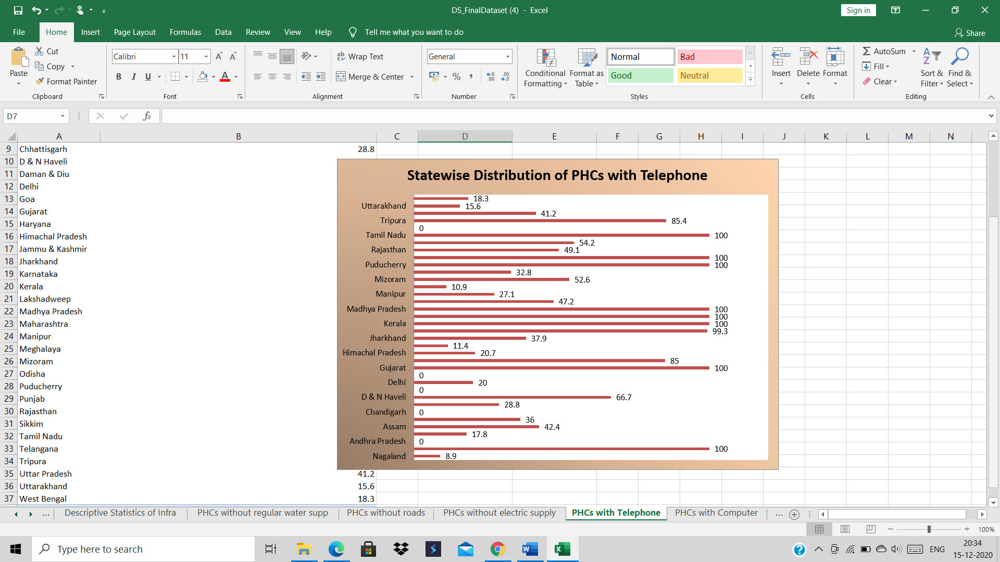 DS_FinalDataset (4) - Excel
Sign in
File Home Insert Page Layout Formulas Data Review View Help Tell me what you want to do
Share
Cut
Copy
Format Painter
Paste
Clipboard
Calibri 11
B I U
Font
Wrap Text
Merge & Center
Alignment
General
Number
Conditional Formatting
Format as Table
Normal Bad
Good Neutral
Styles
Insert Delete Format
Cells
AutoSum
Fill
Clear
Sort & Filter
Find & Select
Editing
D7
fx
A B C D E F G H I J K L M N
9 Chhattisgarh 28.8
10 D & N Haveli
11 Daman & Diu
12 Delhi
13 Goa
14 Gujarat
15 Haryana
16 Himachal Pradesh
17 Jammu & Kashmir
18 Jharkhand
19 Karnataka
20 Kerala
21 Lakshadweep
22 Madhya Pradesh
23 Maharashtra
24 Manipur
25 Meghalaya
26 Mizoram
27 Odisha
28 Puducherry
29 Punjab
30 Rajasthan
31 Sikkim
32 Tamil Nadu
33 Telangana
34 Tripura
35 Uttar Pradesh 41.2
36 Uttarakhand 15.6
37 West Bengal 18.3
Statewise Distribution of PHCs with Telephone
18.3
Uttarakhand 15.6
41.2
Tripura 85.4
0
Tamil Nadu 100
54.2
Rajasthan 49.1
100
Puducherry 100
32.8
Mizoram 52.6
10.9
Manipur 27.1
47.2
Madhya Pradesh 100
100
Kerala 100
99.3
Jharkhand 37.9
11.4
Himachal Pradesh 20.7
85
Gujarat 100
0
Delhi 20
0
D & N Haveli 66.7
28.8
Chandigarh 0
36
Assam 42.4
17.8
Andhra Pradesh 0
100
Nagaland 8.9
... Descriptive Statistics of Infra PHCs without regular water supp PHCs without roads PHCs without electric supply PHCs with Telephone PHCs with Computer ...
100%
Type here to search
ENG
20:34
15-12-2020